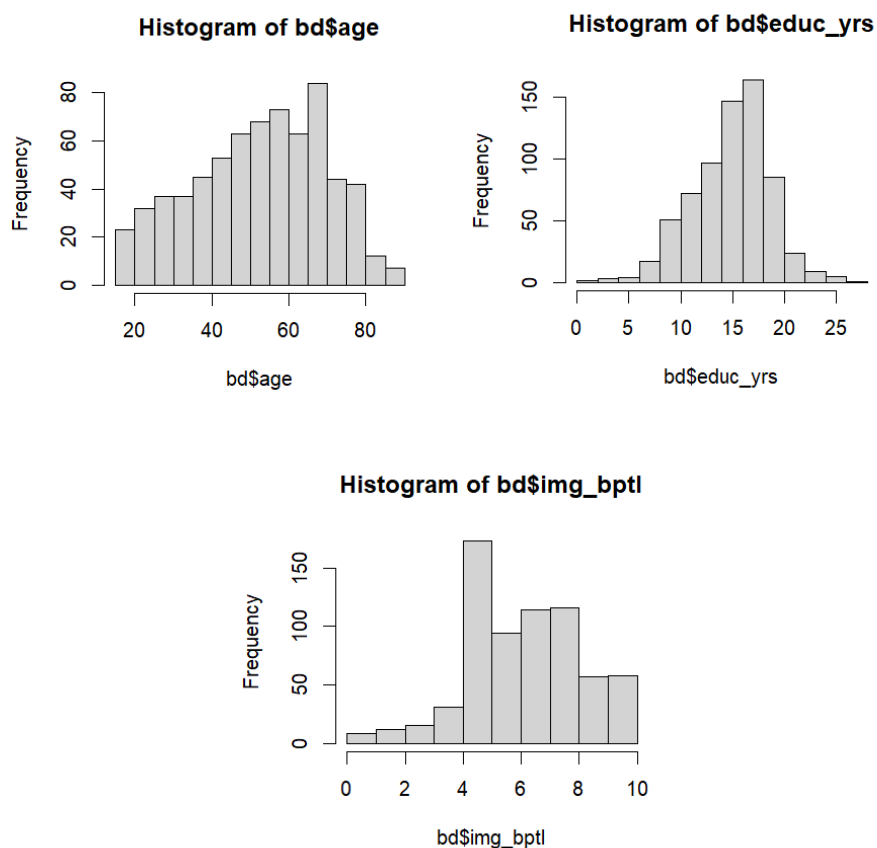 Histogram of bd$age
Frequency
0 20 40 60 80
20 40 60 80
bd$age
Histogram of bd$educ_yrs
Frequency
0 50 100 150
0 5 10 15 20 25
bd$educ_yrs
Histogram of bd$img_bptl
Frequency
0 50 100 150
0 2 4 6 8 10
bd$img_bptl